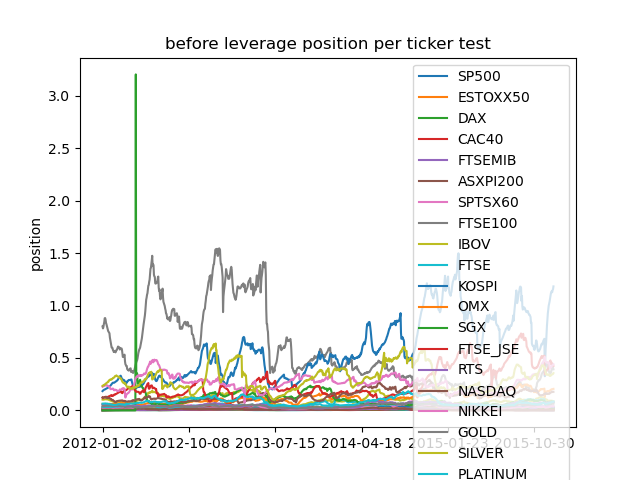 before leverage position per ticker test
position
3.0
2.5
2.0
1.5
1.0
0.5
0.0
2012-01-02 2012-10-08 2013-07-15 2014-04-18 2015-01-23 2015-10-30
SP500
ESTOXX50
DAX
CAC40
FTSEMIB
ASXPI200
SPTSX60
FTSE100
IBOV
FTSE
KOSPI
OMX
SGX
FTSE_JSE
RTS
NASDAQ
NIKKEI
GOLD
SILVER
PLATINUM